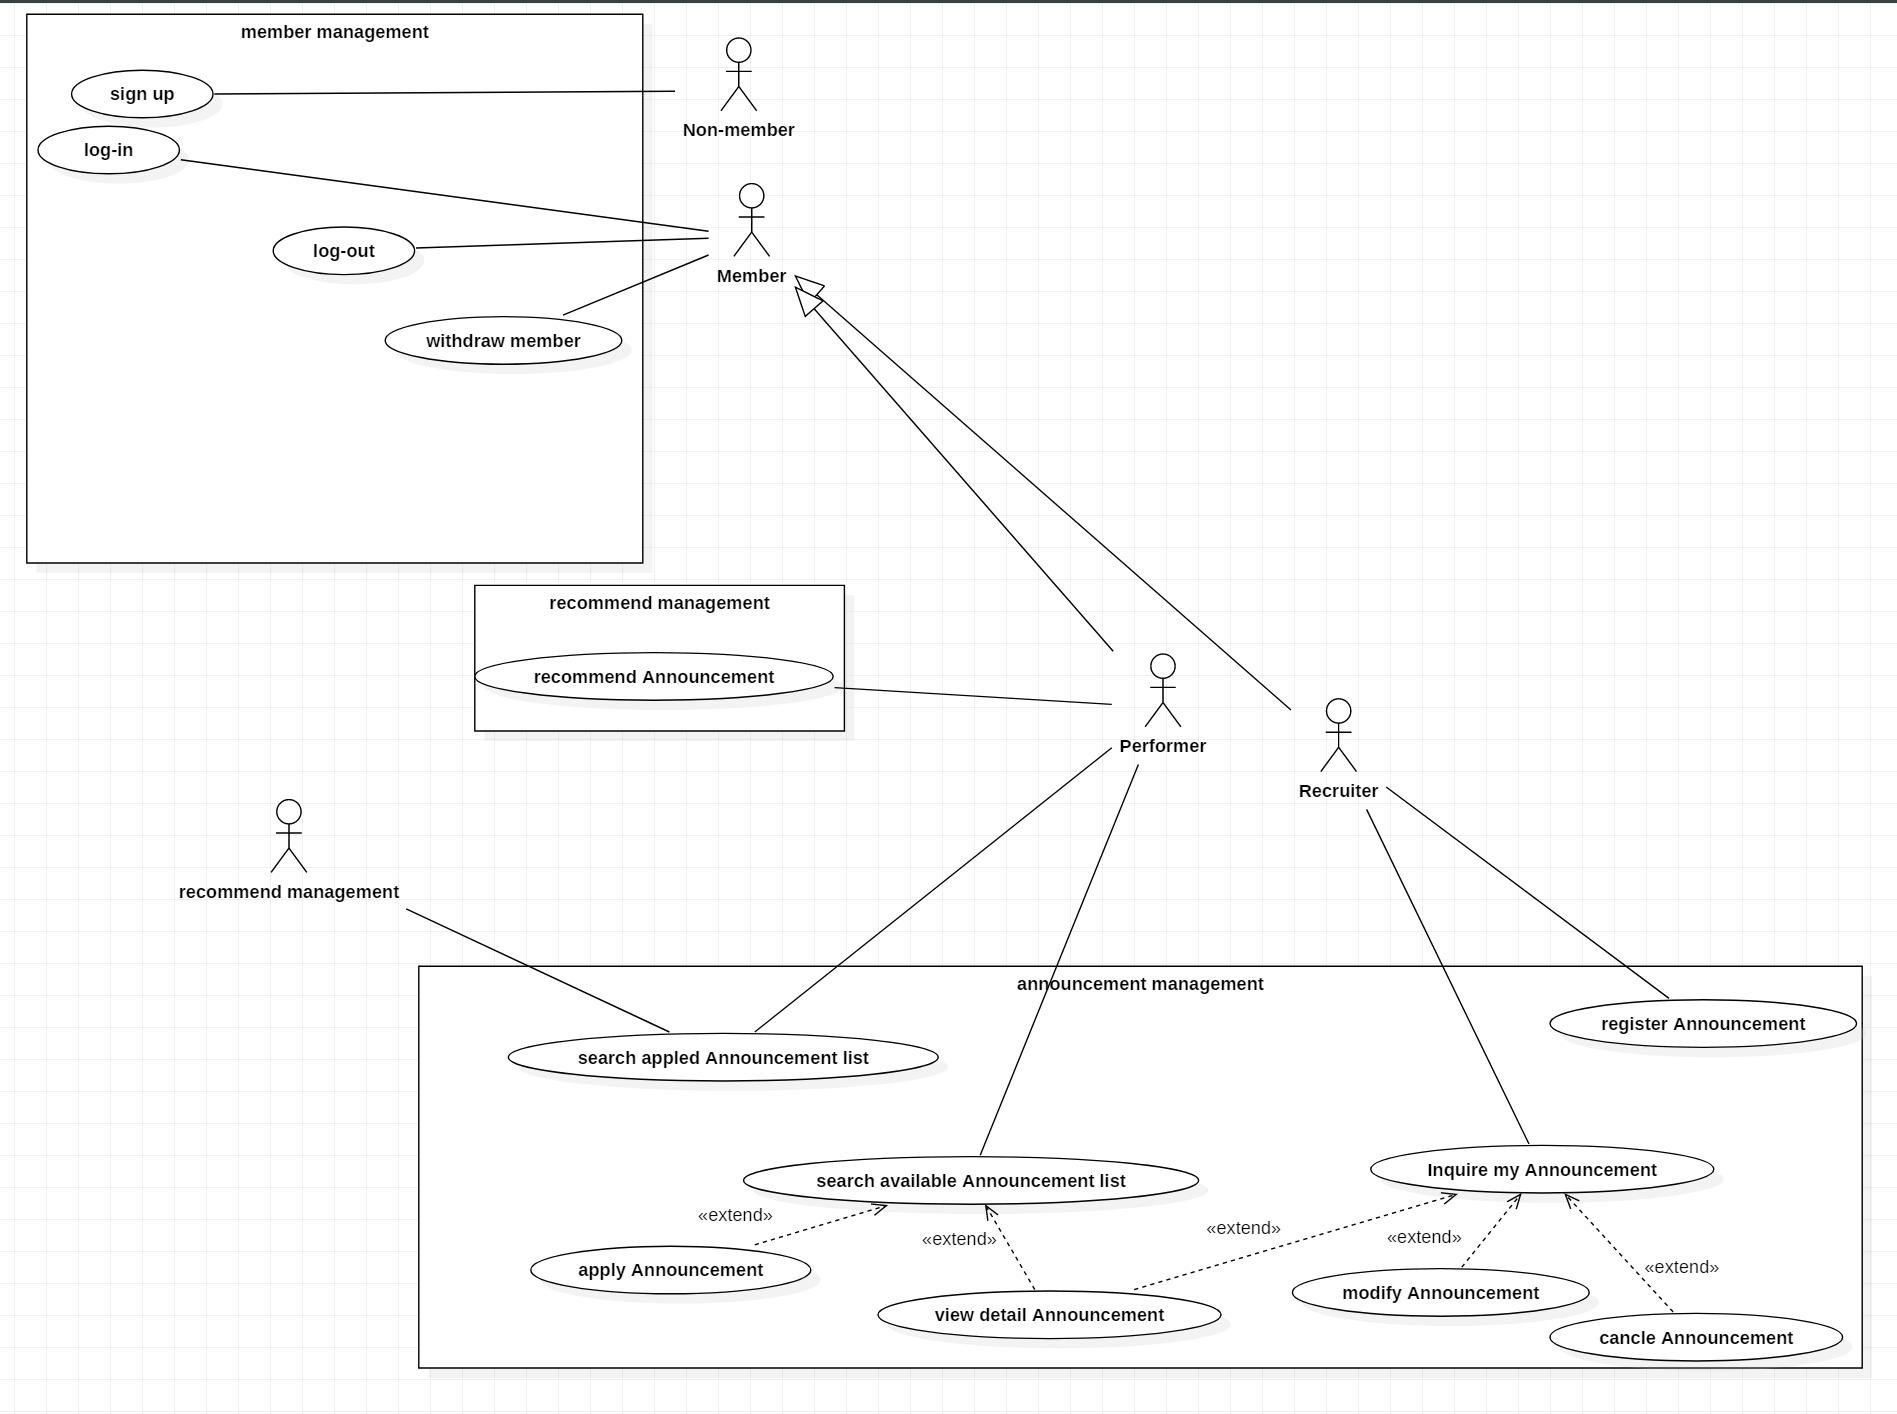 member management
sign up
log-in
log-out
withdraw member
Non-member
Member
recommend management
recommend Announcement
Performer
Recruiter
recommend management
announcement management
register Announcement
search appled Announcement list
search available Announcement list
Inquire my Announcement
«extend»
«extend»
«extend»
«extend»
«extend»
apply Announcement
view detail Announcement
modify Announcement
cancle Announcement